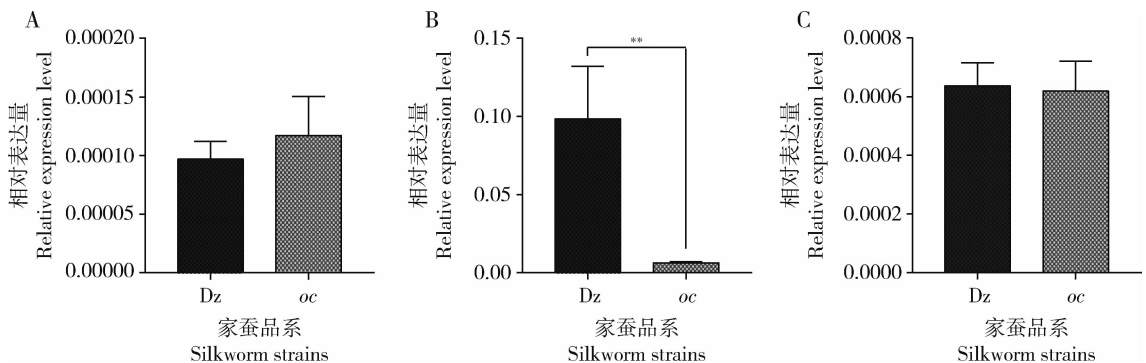 A
相对表达量
Relative expression level
0.00020
0.00015
0.00010
0.00005
0.00000
Dz
oc
家蚕品系
Silkworm strains
B
相对表达量
Relative expression level
0.15
0.10
0.05
0.00
**
Dz
oc
家蚕品系
Silkworm strains
C
相对表达量
Relative expression level
0.0008
0.0006
0.0004
0.0002
0.0000
Dz
oc
家蚕品系
Silkworm strains